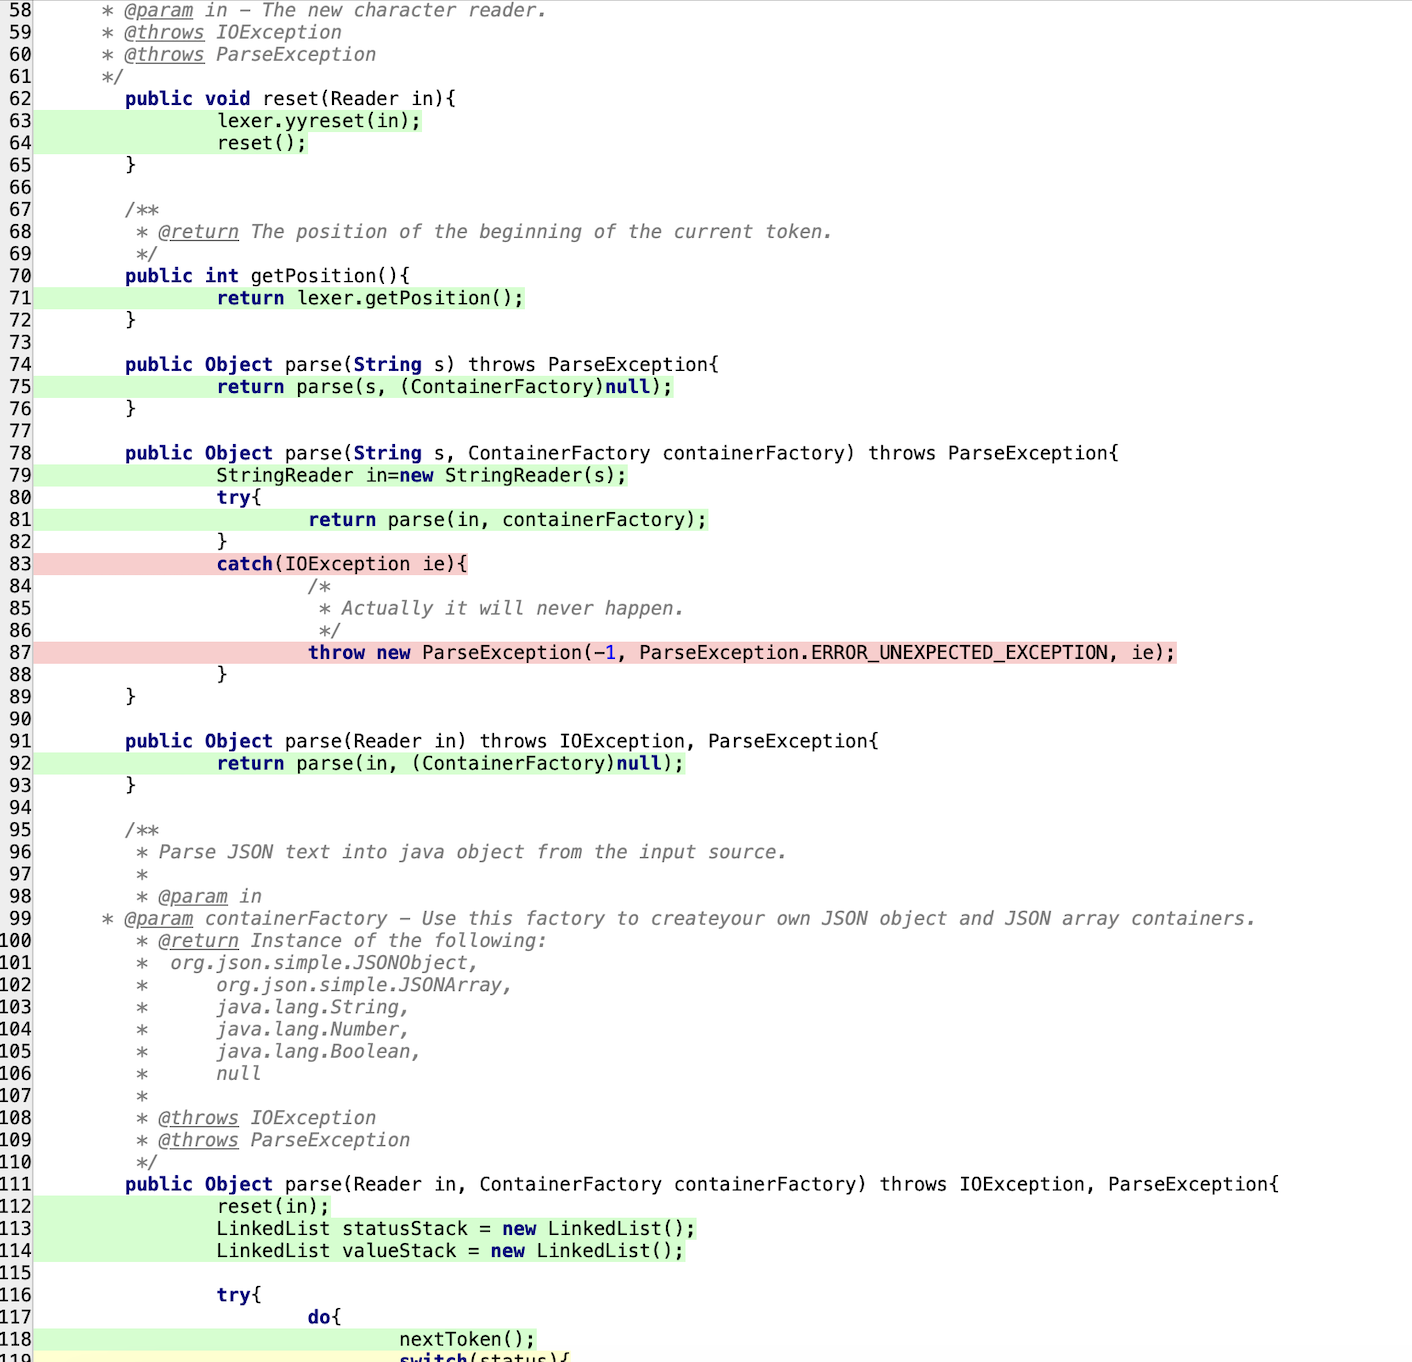 58 * @param in - The new character reader.
59 * @throws IOException
60 * @throws ParseException
61 */
62 public void reset(Reader in){
63 lexer.yyreset(in);
64 reset();
65 }
66
67 /**
68 * @return The position of the beginning of the current token.
69 */
70 public int getPosition(){
71 return lexer.getPosition();
72 }
73
74 public Object parse(String s) throws ParseException{
75 return parse(s, (ContainerFactory)null);
76 }
77
78 public Object parse(String s, ContainerFactory containerFactory) throws ParseException{
79 StringReader in=new StringReader(s);
80 try{
81 return parse(in, containerFactory);
82 }
83 catch(IOException ie){
84 /*
85 * Actually it will never happen.
86 */
87 throw new ParseException(-1, ParseException.ERROR_UNEXPECTED_EXCEPTION, ie);
88 }
89 }
90
91 public Object parse(Reader in) throws IOException, ParseException{
92 return parse(in, (ContainerFactory)null);
93 }
94
95 /**
96 * Parse JSON text into java object from the input source.
97 *
98 * @param in
99 * @param containerFactory - Use this factory to createyour own JSON object and JSON array containers.
100 * @return Instance of the following:
101 * org.json.simple.JSONObject,
102 * org.json.simple.JSONArray,
103 * java.lang.String,
104 * java.lang.Number,
105 * java.lang.Boolean,
106 * null
107 *
108 * @throws IOException
109 * @throws ParseException
110 */
111 public Object parse(Reader in, ContainerFactory containerFactory) throws IOException, ParseException{
112 reset(in);
113 LinkedList statusStack = new LinkedList();
114 LinkedList valueStack = new LinkedList();
115
116 try{
117 do{
118 nextToken();
119 switch(status){